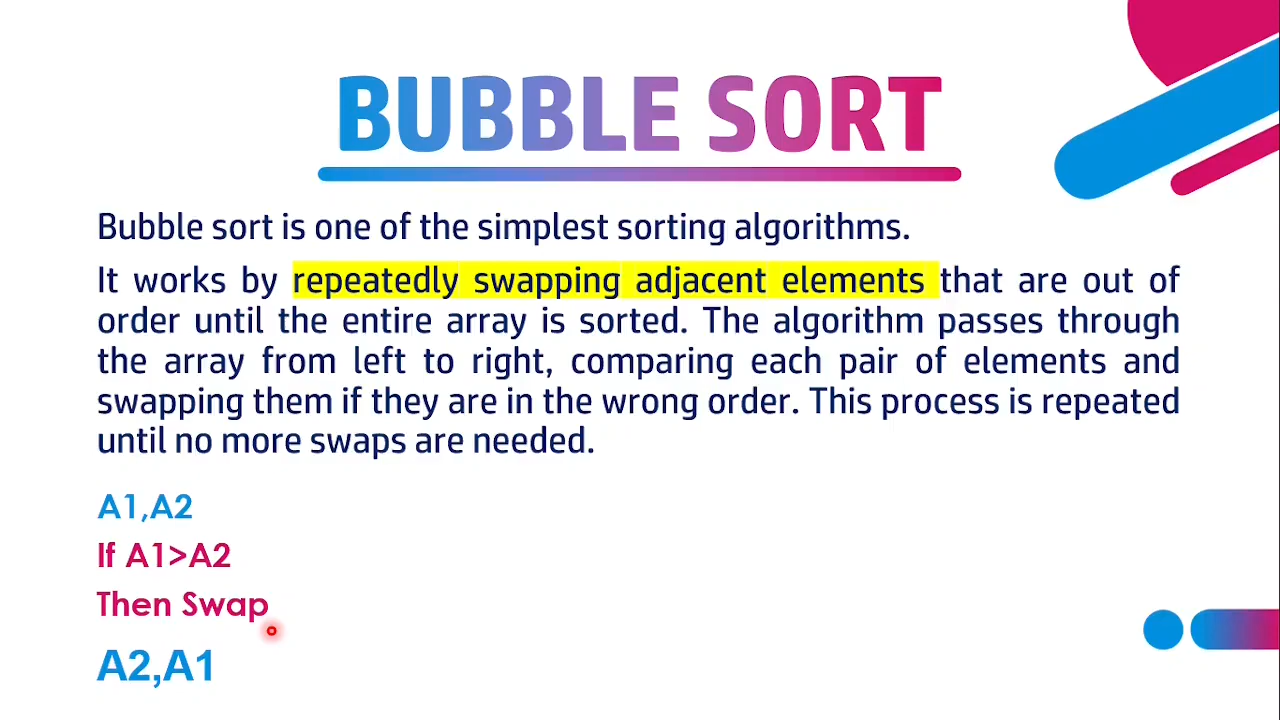 BUBBLE SORT
Bubble sort is one of the simplest sorting algorithms.
It works by repeatedly swapping adjacent elements that are out of
order until the entire array is sorted. The algorithm passes through
the array from left to right, comparing each pair of elements and
swapping them if they are in the wrong order. This process is repeated
until no more swaps are needed.
A1,A2
If A1>A2
Then Swap
A2,A1